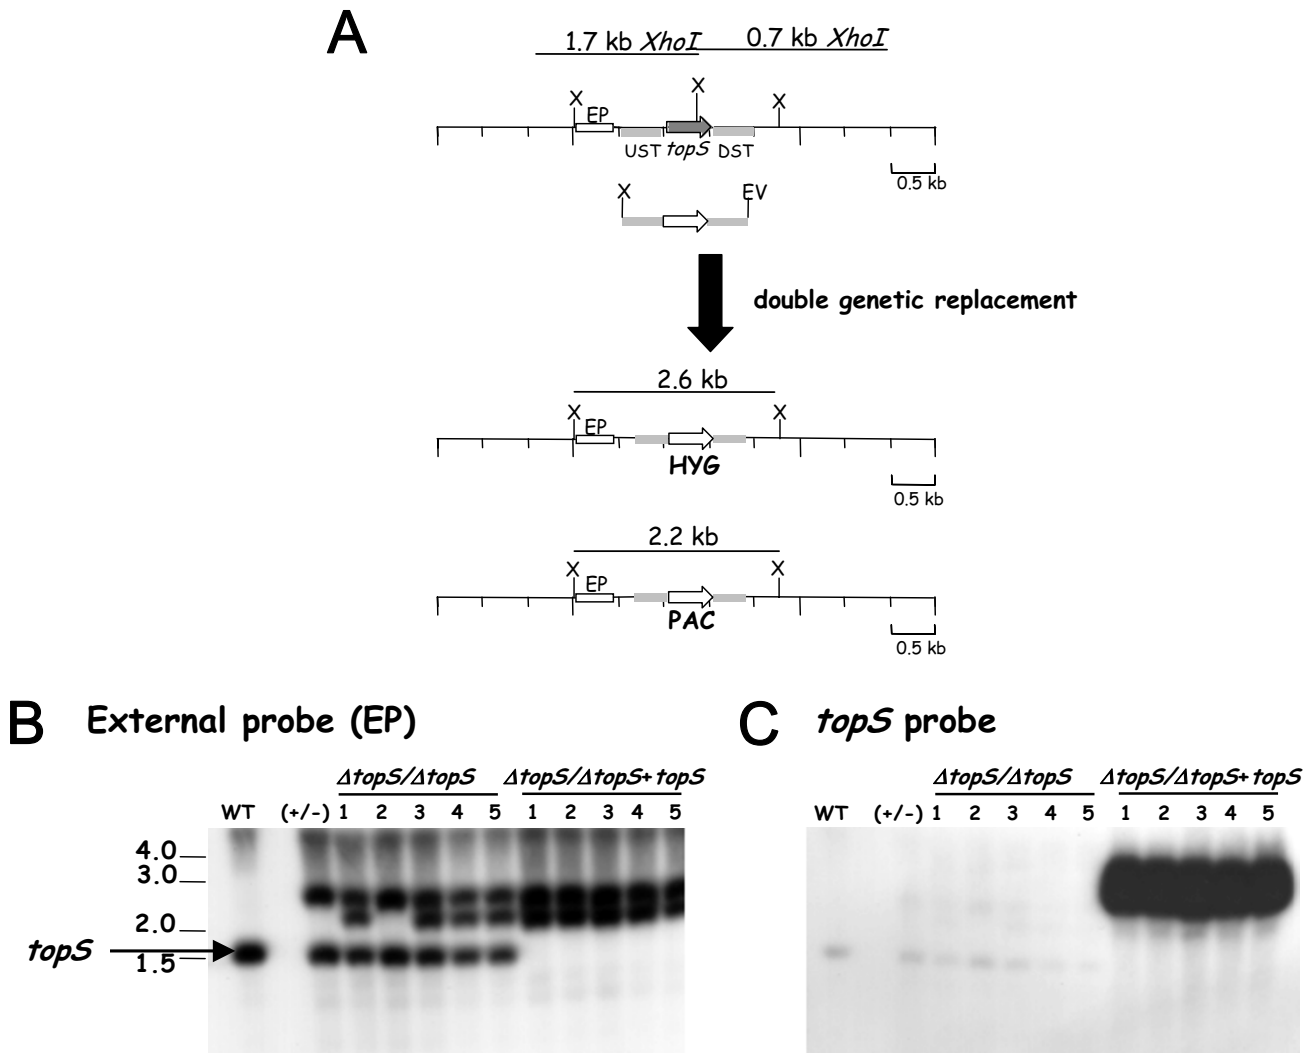 A
1.7 kb XhoI 0.7 kb XhoI
X X X
EP
UST topS DST
0.5 kb
X EV
double genetic replacement
2.6 kb
X X
EP
HYG
0.5 kb
2.2 kb
X X
EP
PAC
0.5 kb
B External probe (EP)
ΔtopS/ΔtopS ΔtopS/ΔtopS+topS
WT (+/-) 1 2 3 4 5 1 2 3 4 5
4.0
3.0
2.0
topS
1.5
C topS probe
ΔtopS/ΔtopS ΔtopS/ΔtopS+topS
WT (+/-) 1 2 3 4 5 1 2 3 4 5